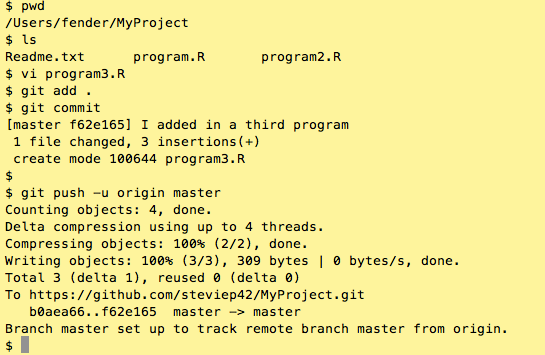 $ pwd
/Users/fender/MyProject
$ ls
Readme.txt      program.R       program2.R
$ vi program3.R
$ git add .
$ git commit
[master f62e165] I added in a third program
 1 file changed, 3 insertions(+)
 create mode 100644 program3.R
$
$ git push –u origin master
Counting objects: 4, done.
Delta compression using up to 4 threads.
Compressing objects: 100% (2/2), done.
Writing objects: 100% (3/3), 309 bytes | 0 bytes/s, done.
Total 3 (delta 1), reused 0 (delta 0)
To https://github.com/steviep42/MyProject.git
   b0aea66..f62e165  master –> master
Branch master set up to track remote branch master from origin.
$